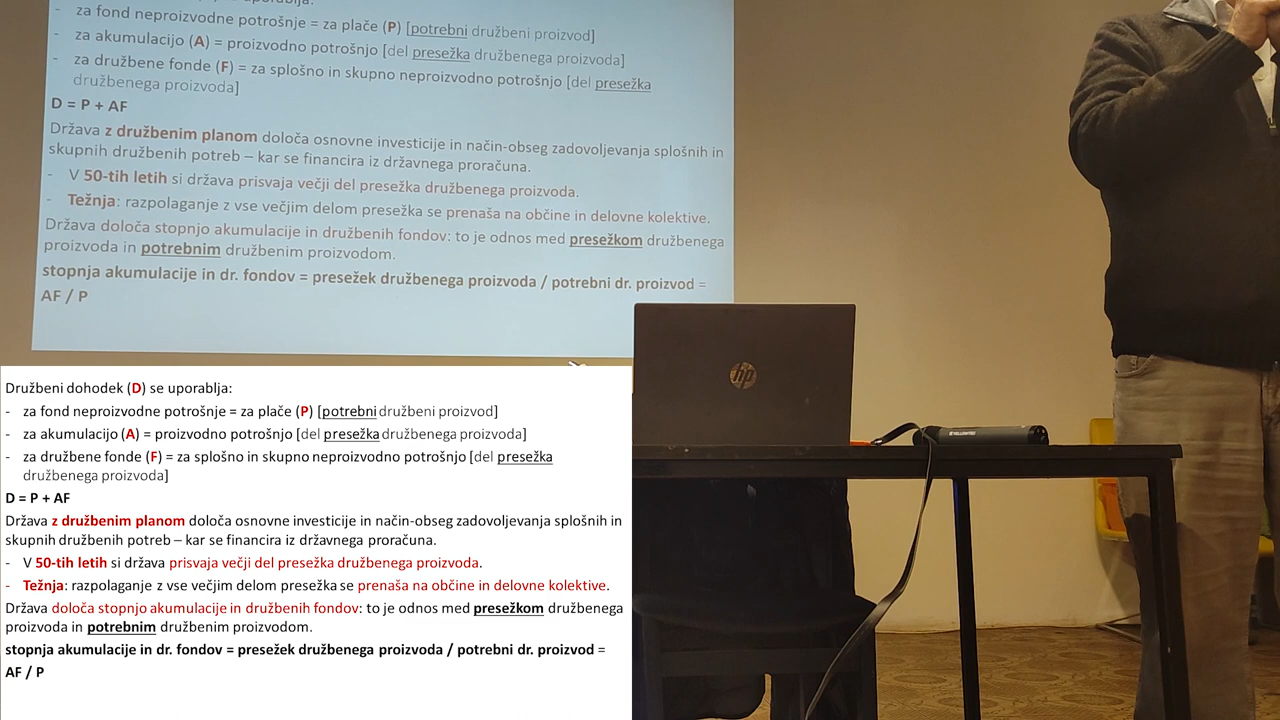 - za fond neproizvodne potrošnje = za plače (P) [potrebni družbeni proizvod]
- za akumulacijo (A) = proizvodno potrošnjo [del presežka družbenega proizvoda]
- za družbene fonde (F) = za splošno in skupno neproizvodno potrošnjo [del presežka
družbenega proizvoda]
D = P + AF
Država z družbenim planom določa osnovne investicije in način-obseg zadovoljevanja splošnih in
skupnih družbenih potreb – kar se financira iz državnega proračuna.
- V 50-tih letih si država prisvaja večji del presežka družbenega proizvoda.
- Težnja: razpolaganje z vse večjim delom presežka se prenaša na občine in delovne kolektive.
Država določa stopnjo akumulacije in družbenih fondov: to je odnos med presežkom družbenega
proizvoda in potrebnim družbenim proizvodom.
stopnja akumulacije in dr. fondov = presežek družbenega proizvoda / potrebni dr. proizvod =
AF / P
hp
Družbeni dohodek (D) se uporablja:
- za fond neproizvodne potrošnje = za plače (P) [potrebni družbeni proizvod]
- za akumulacijo (A) = proizvodno potrošnjo [del presežka družbenega proizvoda]
- za družbene fonde (F) = za splošno in skupno neproizvodno potrošnjo [del presežka
družbenega proizvoda]
D = P + AF
Država z družbenim planom določa osnovne investicije in način-obseg zadovoljevanja splošnih in
skupnih družbenih potreb – kar se financira iz državnega proračuna.
- V 50-tih letih si država prisvaja večji del presežka družbenega proizvoda.
- Težnja: razpolaganje z vse večjim delom presežka se prenaša na občine in delovne kolektive.
Država določa stopnjo akumulacije in družbenih fondov: to je odnos med presežkom družbenega
proizvoda in potrebnim družbenim proizvodom.
stopnja akumulacije in dr. fondov = presežek družbenega proizvoda / potrebni dr. proizvod =
AF / P